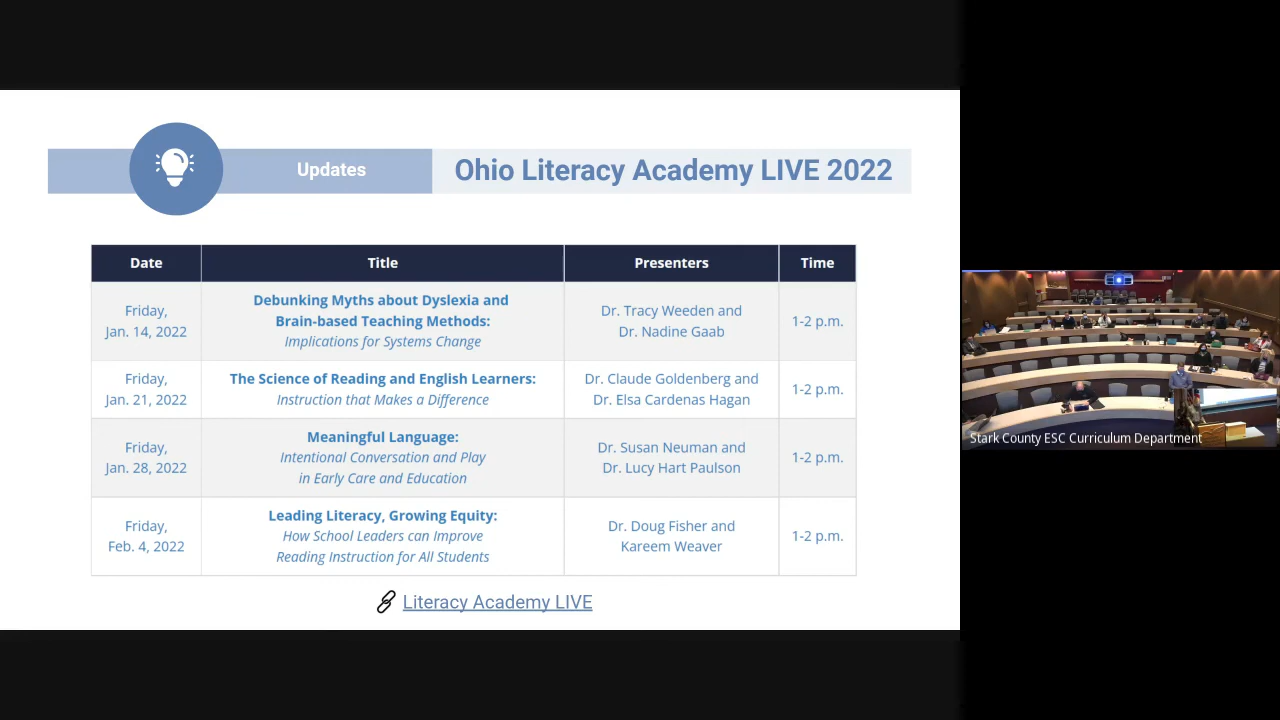 Updates
Ohio Literacy Academy LIVE 2022
Date
Title
Presenters
Time
Friday,
Jan. 14, 2022
Debunking Myths about Dyslexia and
Brain-based Teaching Methods:
Implications for Systems Change
Dr. Tracy Weeden and
Dr. Nadine Gaab
1-2 p.m.
Friday,
Jan. 21, 2022
The Science of Reading and English Learners:
Instruction that Makes a Difference
Dr. Claude Goldenberg and
Dr. Elsa Cardenas Hagan
1-2 p.m.
Friday,
Jan. 28, 2022
Meaningful Language:
Intentional Conversation and Play
in Early Care and Education
Dr. Susan Neuman and
Dr. Lucy Hart Paulson
1-2 p.m.
Friday,
Feb. 4, 2022
Leading Literacy, Growing Equity:
How School Leaders can Improve
Reading Instruction for All Students
Dr. Doug Fisher and
Kareem Weaver
1-2 p.m.
Literacy Academy LIVE
Stark County ESC Curriculum Department